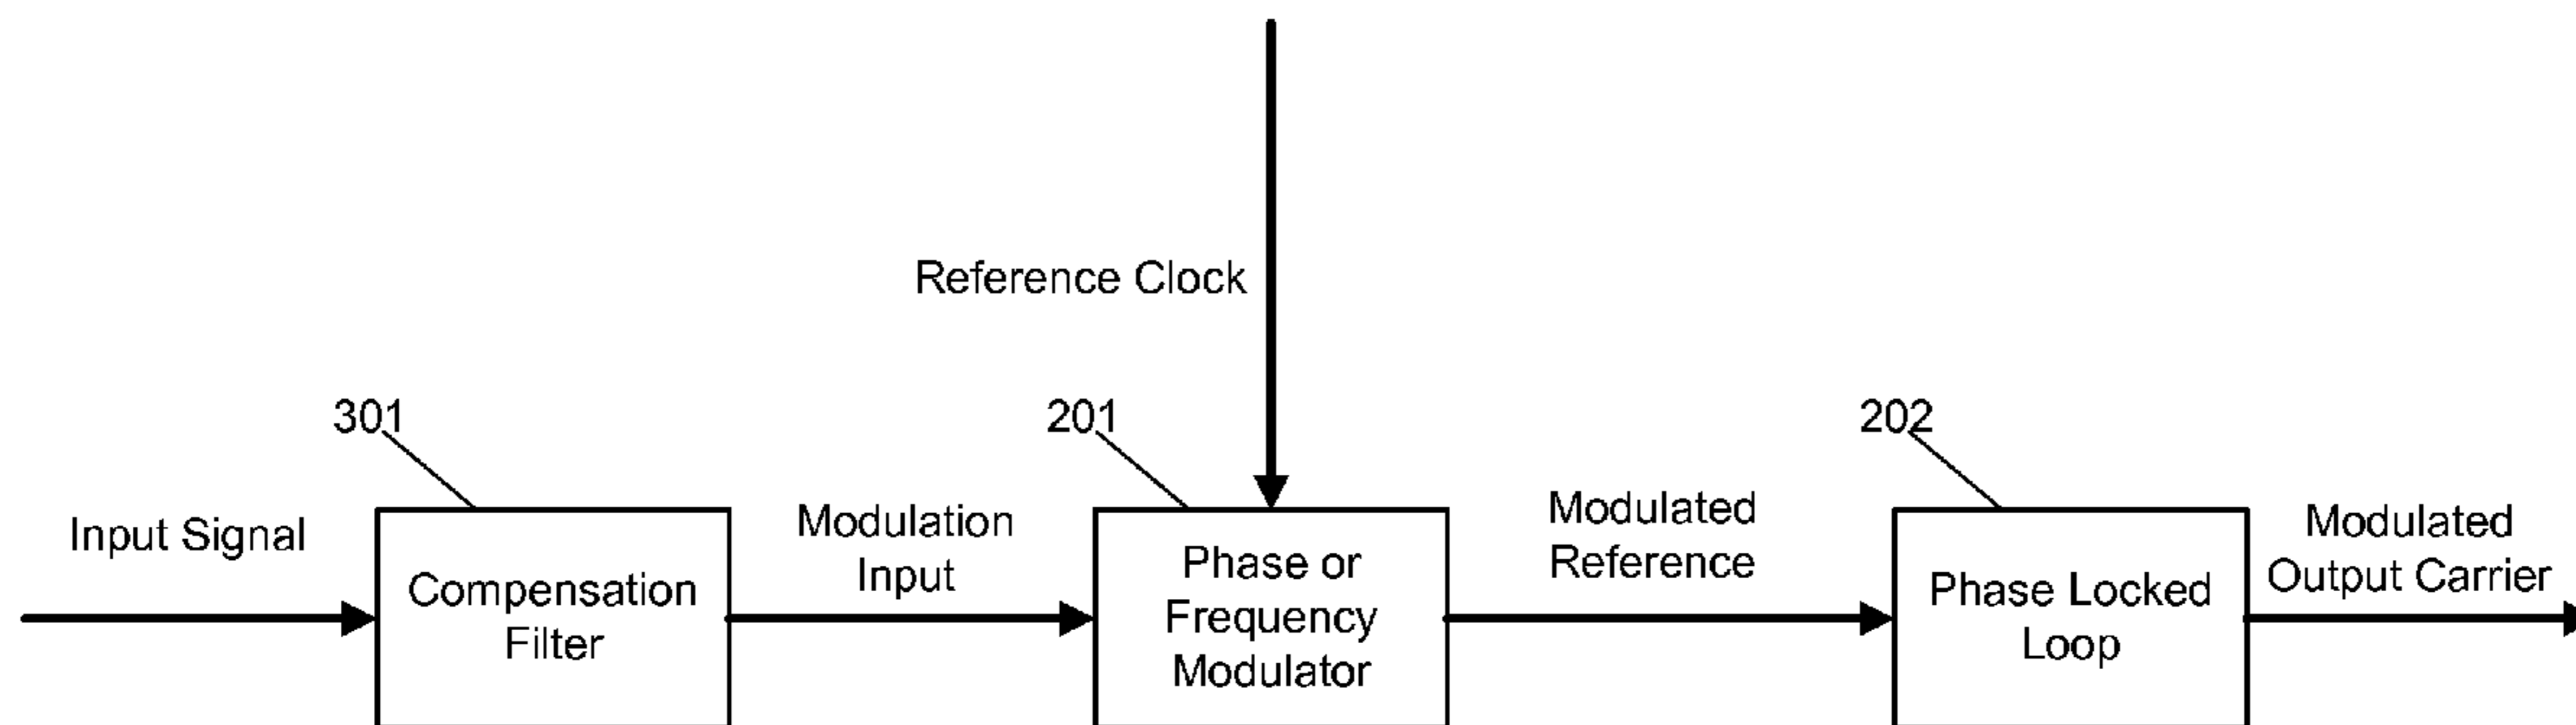 Reference Clock
301
201
202
Input Signal
Compensation
Filter
Modulation
Input
Phase or
Frequency
Modulator
Modulated
Reference
Phase Locked
Loop
Modulated
Output Carrier